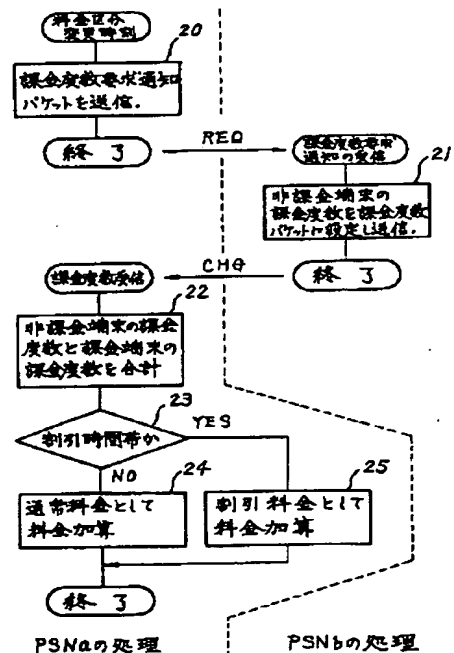 料金区分
変更時刻
20
課金度数要求通知
パケットを送信.
終了
REQ
課金度数要求
通知の受信
21
非課金端末の
課金度数を課金度数
パケットに設定し送信.
終了
CHG
課金度数受信
22
非課金端末の課金
度数と課金端末の
課金度数を合計
23
割引時間帯か
YES
NO
24
通常料金として
料金加算
25
割引料金として
料金加算
終了
PSNaの処理
PSNbの処理